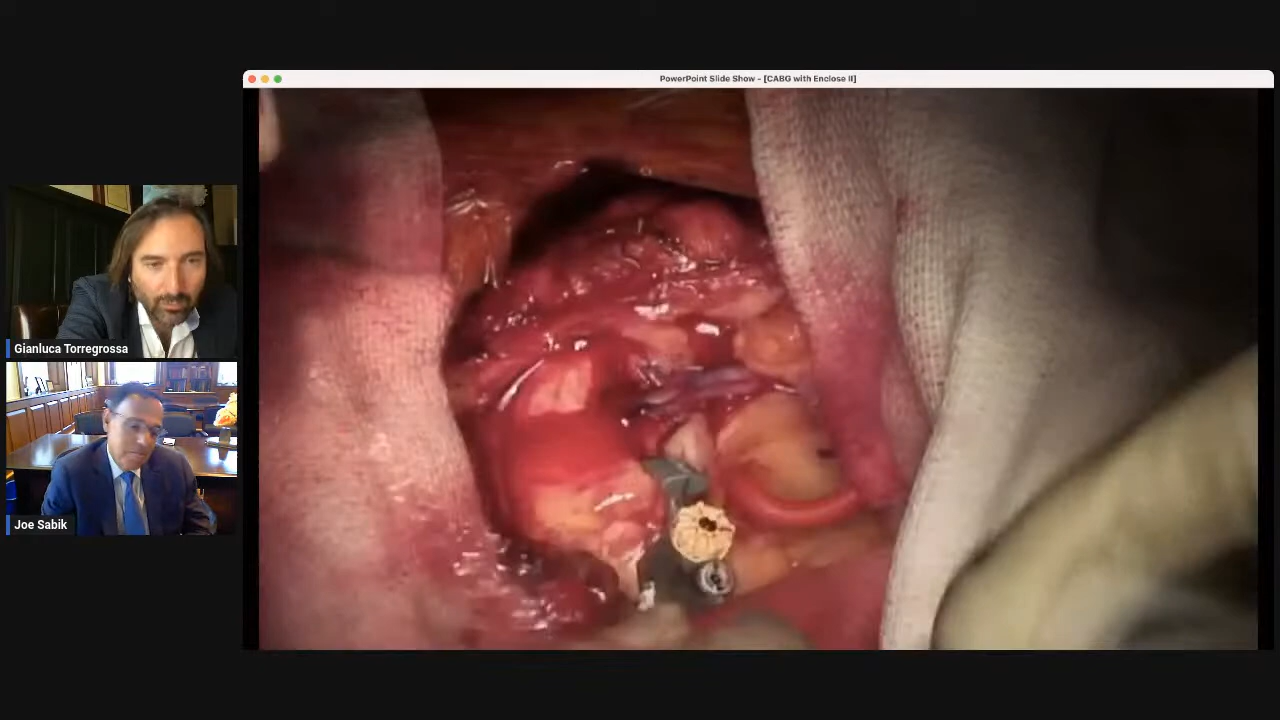 PowerPoint Slide Show - [CABG with Enclose II]
Gianluca Torregrossa
Joe Sabik